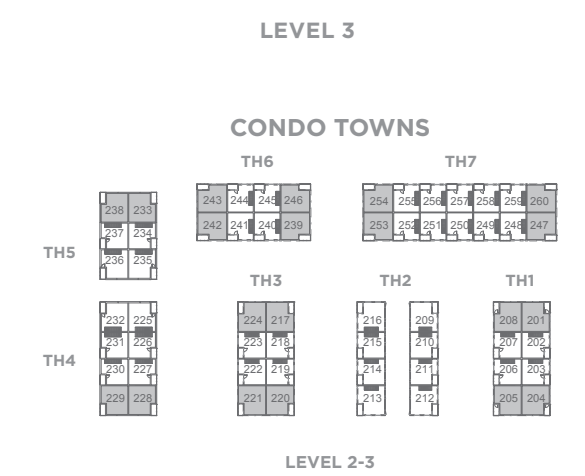 LEVEL 3
CONDO TOWNS
TH6 TH7
243 244 245 246
242 241 240 239
254 255 256 257 258 259 260
253 252 251 250 249 248 247
TH5
238 233
237 234
236 235
TH3 TH2 TH1
TH4
232 225
231 226
230 227
229 228
224 217
223 218
222 219
221 220
216 209
215 210
214 211
213 212
208 201
207 202
206 203
205 204
LEVEL 2-3